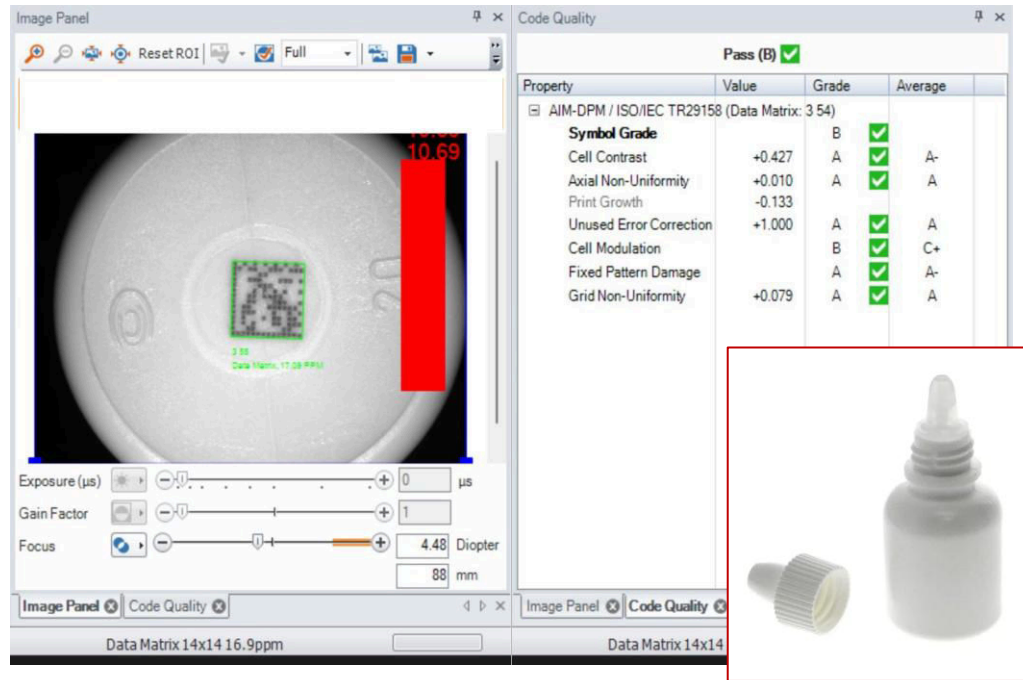 Image Panel
Reset ROI Full
10.69
3 56
Data Matrix, 17.09 PPM
Exposure (µs) 0 µs
Gain Factor 1
Focus 4.48 Diopter
88 mm
Image Panel Code Quality
Data Matrix 14x14 16.9ppm
Code Quality
Pass (B)
Property Value Grade Average
AIM-DPM / ISO/IEC TR29158 (Data Matrix: 3 54)
Symbol Grade B
Cell Contrast +0.427 A A-
Axial Non-Uniformity +0.010 A A
Print Growth -0.133
Unused Error Correction +1.000 A A
Cell Modulation B C+
Fixed Pattern Damage A A-
Grid Non-Uniformity +0.079 A A
Image Panel Code Quality
Data Matrix 14x14